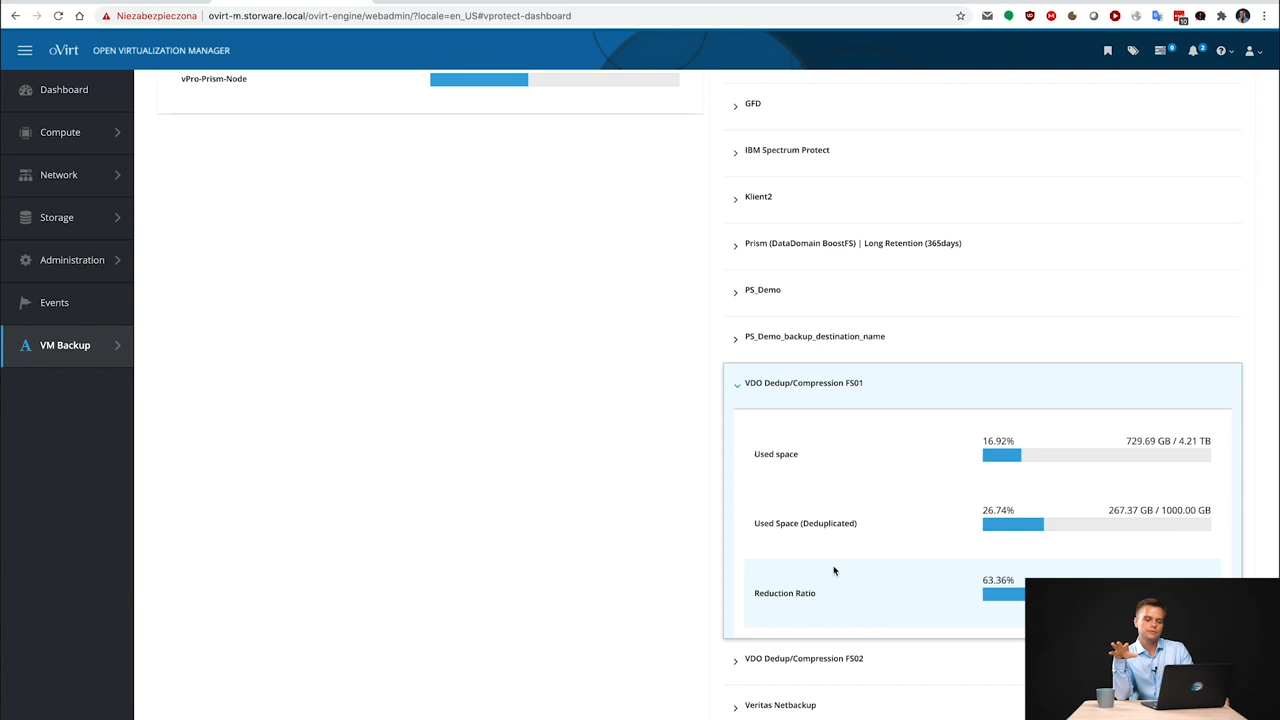 Niezabezpieczona
ovirt-m.storware.local/ovirt-engine/webadmin/?locale=en_US#vprotect-dashboard
10
oVirt OPEN VIRTUALIZATION MANAGER
0
2
Dashboard
Compute
Network
Storage
Administration
Events
VM Backup
vPro-Prism-Node
GFD
IBM Spectrum Protect
Klient2
Prism (DataDomain BoostFS) | Long Retention (365days)
PS_Demo
PS_Demo_backup_destination_name
VDO Dedup/Compression FS01
16.92% 729.69 GB / 4.21 TB
Used space
26.74% 267.37 GB / 1000.00 GB
Used Space (Deduplicated)
63.36%
Reduction Ratio
VDO Dedup/Compression FS02
Veritas Netbackup